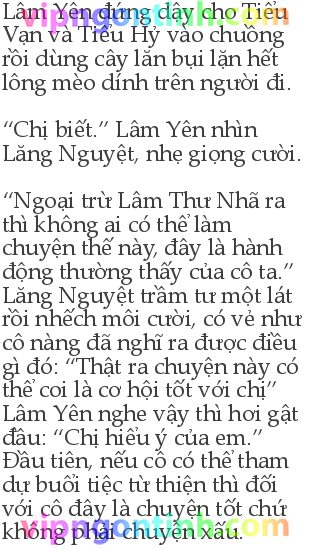 Lâm Yên đứng dậy cho Tiểu
Vạn và Tiểu Hỷ vào chuồng
rồi dùng cây lăn bụi lặn hết
lông mèo dính trên người đi.

“Chị biết.” Lâm Yên nhìn
Lăng Nguyệt, nhẹ giọng cười.

“Ngoại trừ Lâm Thư Nhã ra
thì không ai có thể làm
chuyện thế này, đây là hành
động thường thấy của cô ta.”
Lăng Nguyệt trầm tư một lát
rồi nhếch môi cười, có vẻ như
cô nàng đã nghĩ ra được điều
gì đó: “Thật ra chuyện này có
thể coi là cơ hội tốt với chị”
Lâm Yên nghe vậy thì hơi gật
đầu: “Chị hiểu ý của em.”
Đầu tiên, nếu cô có thể tham
dự buổi tiệc từ thiện thì đối
với cô đây là chuyện tốt chứ
không phải chuyện xấu.
vipngontinh.com
vipngontinh.com